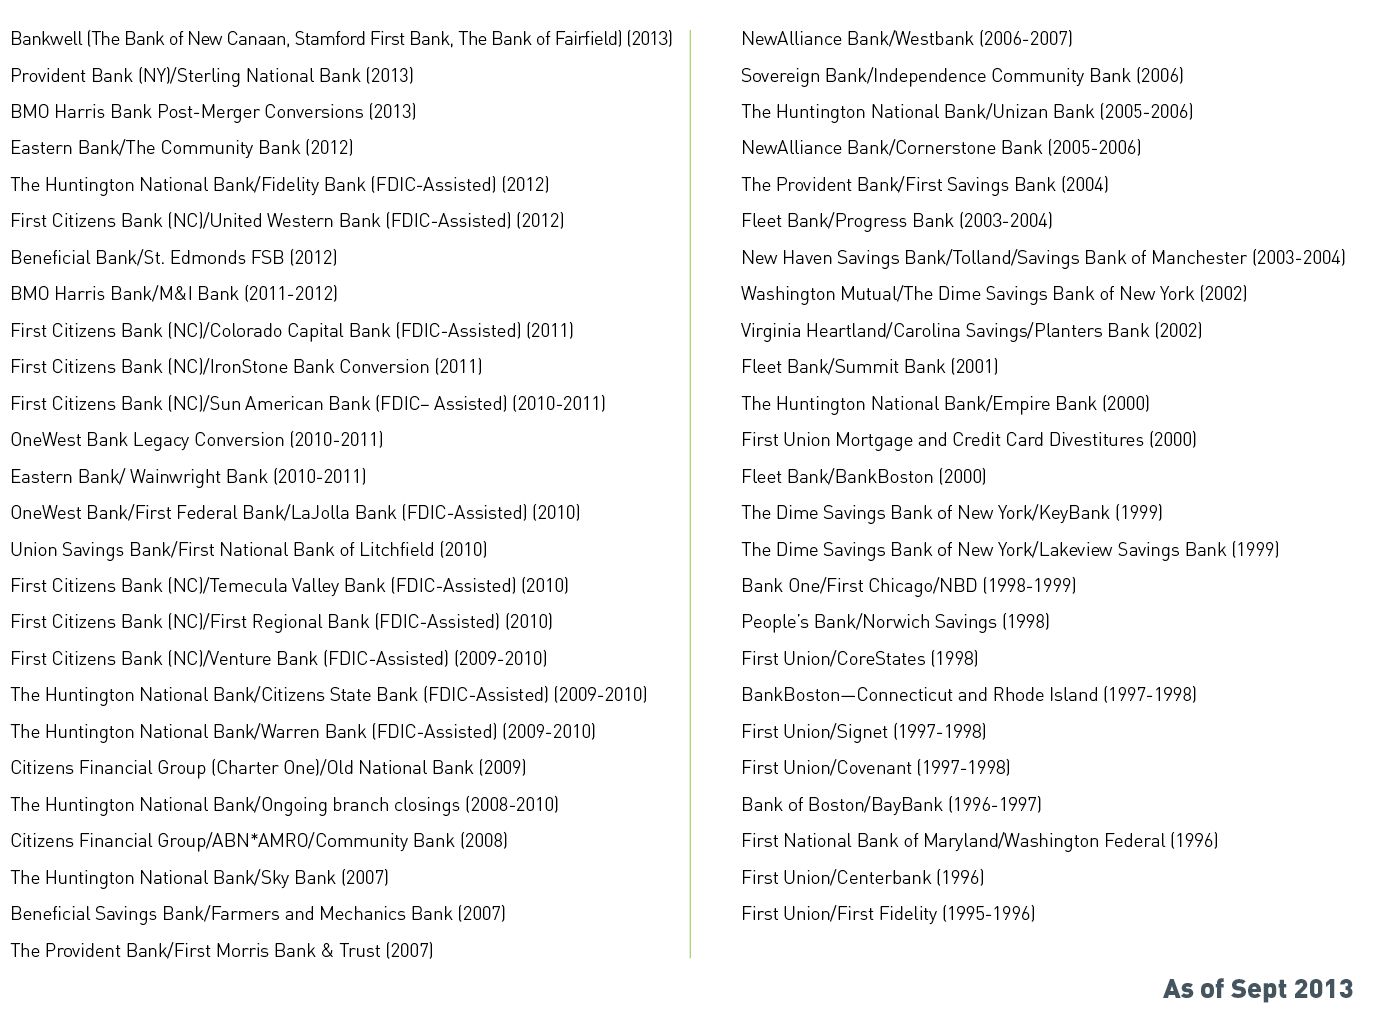 Bankwell (The Bank of New Canaan, Stamford First Bank, The Bank of Fairfield) (2013)
Provident Bank (NY)/Sterling National Bank (2013)
BMO Harris Bank Post-Merger Conversions (2013)
Eastern Bank/The Community Bank (2012)
The Huntington National Bank/Fidelity Bank (FDIC-Assisted) (2012)
First Citizens Bank (NC)/United Western Bank (FDIC-Assisted) (2012)
Beneficial Bank/St. Edmonds FSB (2012)
BMO Harris Bank/M&I Bank (2011-2012)
First Citizens Bank (NC)/Colorado Capital Bank (FDIC-Assisted) (2011)
First Citizens Bank (NC)/IronStone Bank Conversion (2011)
First Citizens Bank (NC)/Sun American Bank (FDIC– Assisted) (2010-2011)
OneWest Bank Legacy Conversion (2010-2011)
Eastern Bank/ Wainwright Bank (2010-2011)
OneWest Bank/First Federal Bank/LaJolla Bank (FDIC-Assisted) (2010)
Union Savings Bank/First National Bank of Litchfield (2010)
First Citizens Bank (NC)/Temecula Valley Bank (FDIC-Assisted) (2010)
First Citizens Bank (NC)/First Regional Bank (FDIC-Assisted) (2010)
First Citizens Bank (NC)/Venture Bank (FDIC-Assisted) (2009-2010)
The Huntington National Bank/Citizens State Bank (FDIC-Assisted) (2009-2010)
The Huntington National Bank/Warren Bank (FDIC-Assisted) (2009-2010)
Citizens Financial Group (Charter One)/Old National Bank (2009)
The Huntington National Bank/Ongoing branch closings (2008-2010)
Citizens Financial Group/ABN*AMRO/Community Bank (2008)
The Huntington National Bank/Sky Bank (2007)
Beneficial Savings Bank/Farmers and Mechanics Bank (2007)
The Provident Bank/First Morris Bank & Trust (2007)
NewAlliance Bank/Westbank (2006-2007)
Sovereign Bank/Independence Community Bank (2006)
The Huntington National Bank/Unizan Bank (2005-2006)
NewAlliance Bank/Cornerstone Bank (2005-2006)
The Provident Bank/First Savings Bank (2004)
Fleet Bank/Progress Bank (2003-2004)
New Haven Savings Bank/Tolland/Savings Bank of Manchester (2003-2004)
Washington Mutual/The Dime Savings Bank of New York (2002)
Virginia Heartland/Carolina Savings/Planters Bank (2002)
Fleet Bank/Summit Bank (2001)
The Huntington National Bank/Empire Bank (2000)
First Union Mortgage and Credit Card Divestitures (2000)
Fleet Bank/BankBoston (2000)
The Dime Savings Bank of New York/KeyBank (1999)
The Dime Savings Bank of New York/Lakeview Savings Bank (1999)
Bank One/First Chicago/NBD (1998-1999)
People’s Bank/Norwich Savings (1998)
First Union/CoreStates (1998)
BankBoston—Connecticut and Rhode Island (1997-1998)
First Union/Signet (1997-1998)
First Union/Covenant (1997-1998)
Bank of Boston/BayBank (1996-1997)
First National Bank of Maryland/Washington Federal (1996)
First Union/Centerbank (1996)
First Union/First Fidelity (1995-1996)
As of Sept 2013